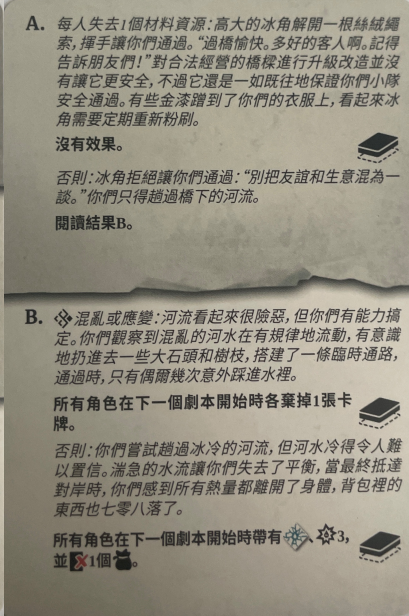 A. 每人失去1個材料資源：高大的冰角解開一根絲絨繩
索，揮手讓你們通過。“過橋愉快。多好的客人啊。記得
告訴朋友們！”對合法經營的橋樑進行升級改造並沒
有讓它更安全，不過它還是一如既往地保證你們小隊
安全通過。有些金漆蹭到了你們的衣服上，看起來冰
角需要定期重新粉刷。
沒有效果。
否則：冰角拒絕讓你們通過：“別把友誼和生意混為一
談。”你們只得趟過橋下的河流。
閱讀結果B。
B. 混亂或應變：河流看起來很險惡，但你們有能力搞
定。你們觀察到混亂的河水在有規律地流動，有意識
地扔進去一些大石頭和樹枝，搭建了一條臨時通路，
通過時，只有偶爾幾次意外踩進水裡。
所有角色在下一個劇本開始時各棄掉1張卡
牌。
否則：你們嘗試趟過冰冷的河流，但河水冷得令人難
以置信。湍急的水流讓你們失去了平衡，當最終抵達
對岸時，你們感到所有熱量都離開了身體，背包裡的
東西也七零八落了。
所有角色在下一個劇本開始時帶有、3，
並1個。